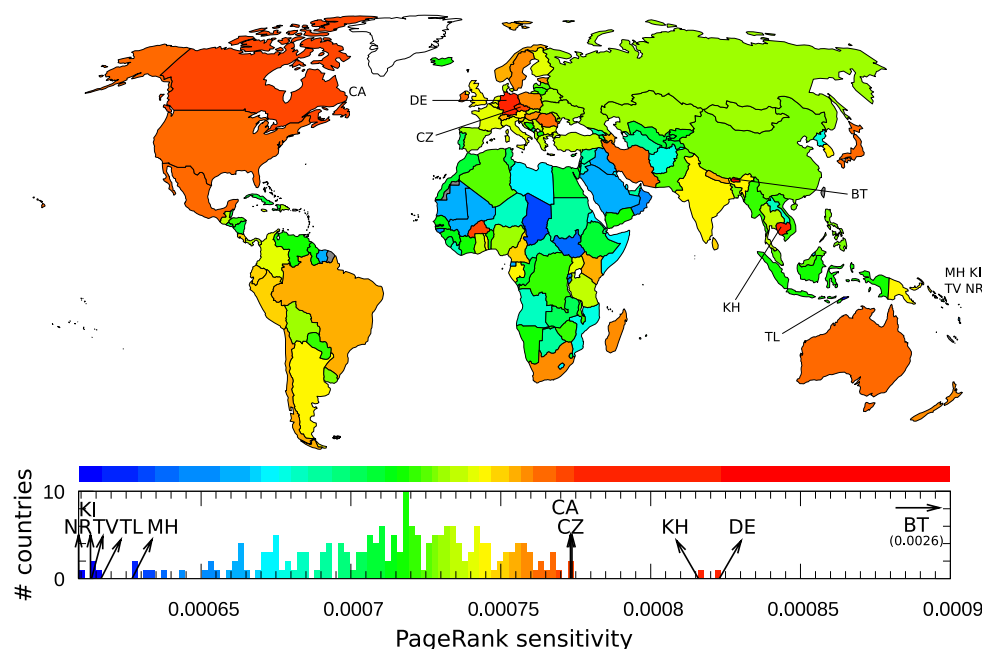 CA
DE
CZ
BT
MH KI
TV NR
KH
TL
# countries
10
5
0
KI
NR TV TL MH
CA
CZ
KH
DE
BT
(0.0026)
0.00065
0.0007
0.00075
0.0008
0.00085
0.0009
PageRank sensitivity